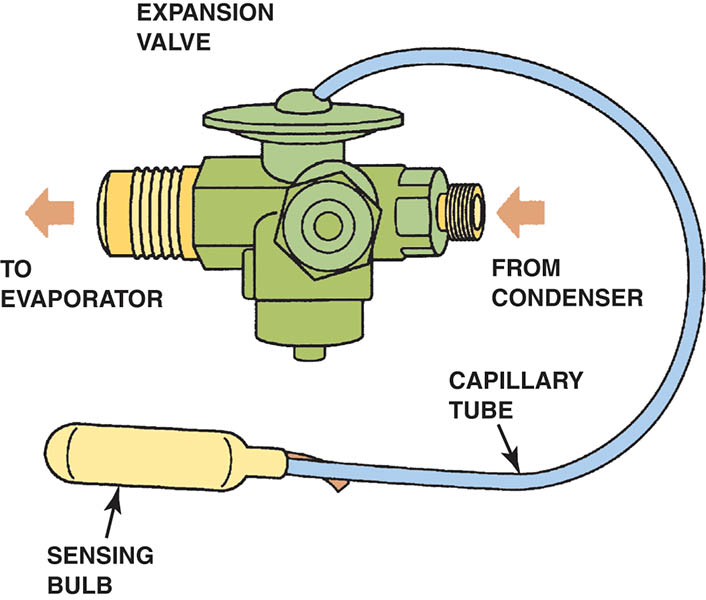 EXPANSION
VALVE
TO
EVAPORATOR
FROM
CONDENSER
CAPILLARY
TUBE
SENSING
BULB